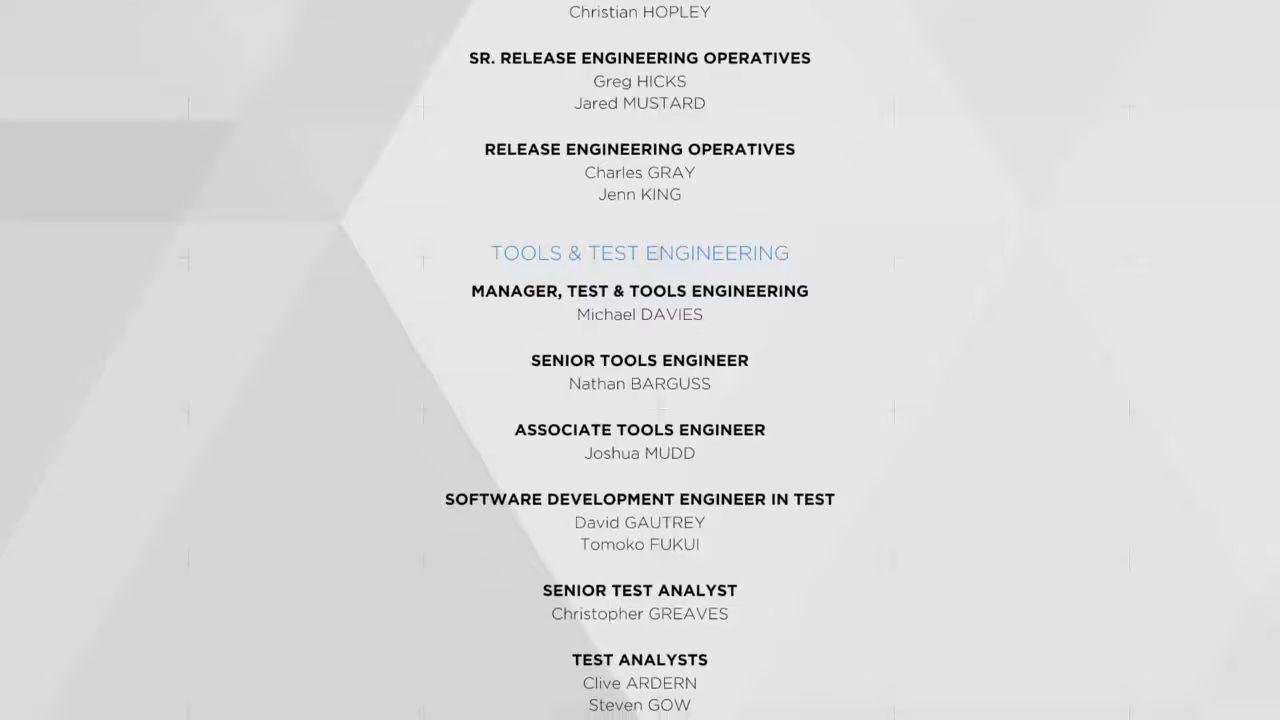 Christian HOPLEY
SR. RELEASE ENGINEERING OPERATIVES
Greg HICKS
Jared MUSTARD
RELEASE ENGINEERING OPERATIVES
Charles GRAY
Jenn KING
TOOLS & TEST ENGINEERING
MANAGER, TEST & TOOLS ENGINEERING
Michael DAVIES
SENIOR TOOLS ENGINEER
Nathan BARGUSS
ASSOCIATE TOOLS ENGINEER
Joshua MUDD
SOFTWARE DEVELOPMENT ENGINEER IN TEST
David GAUTREY
Tomoko FUKUI
SENIOR TEST ANALYST
Christopher GREAVES
TEST ANALYSTS
Clive ARDERN
Steven GOW